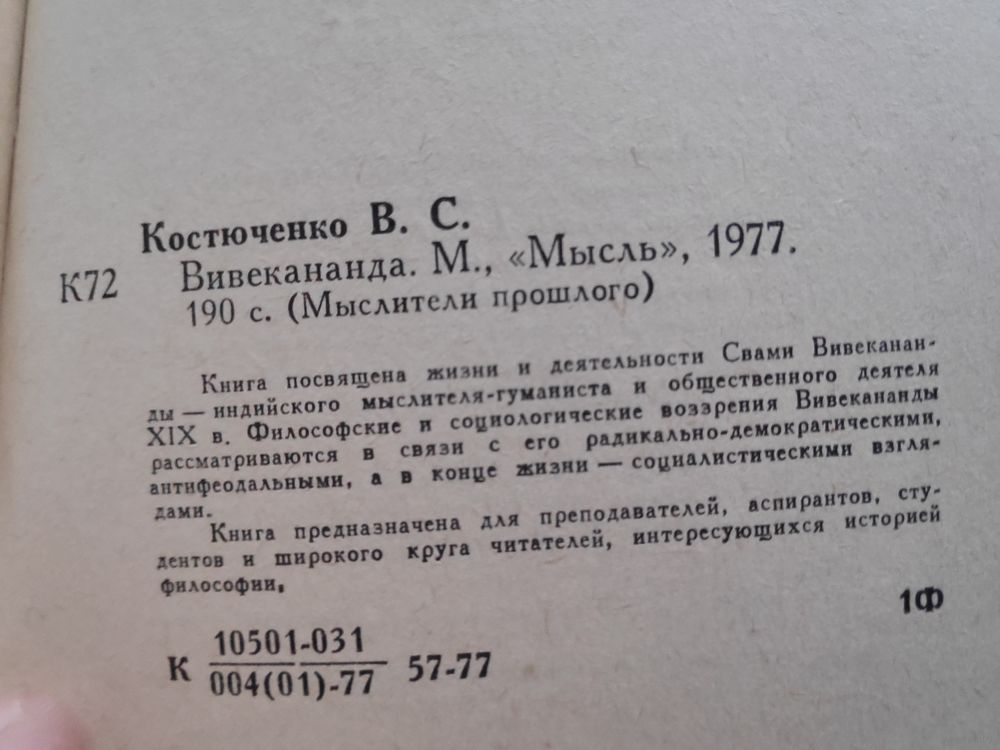 Костюченко В. С.
К72 Вивекананда. М., «Мысль», 1977.
190 с. (Мыслители прошлого)
Книга посвящена жизни и деятельности Свами Вивеканан-
ды — индийского мыслителя-гуманиста и общественного деятеля
XIX в. Философские и социологические воззрения Вивекананды
рассматриваются в связи с его радикально-демократическими,
антифеодальными, а в конце жизни — социалистическими взгля-
дами.
Книга предназначена для преподавателей, аспирантов, сту-
дентов и широкого круга читателей, интересующихся историей
философии.
1Ф
10501-031
К 57-77
004(01)-77